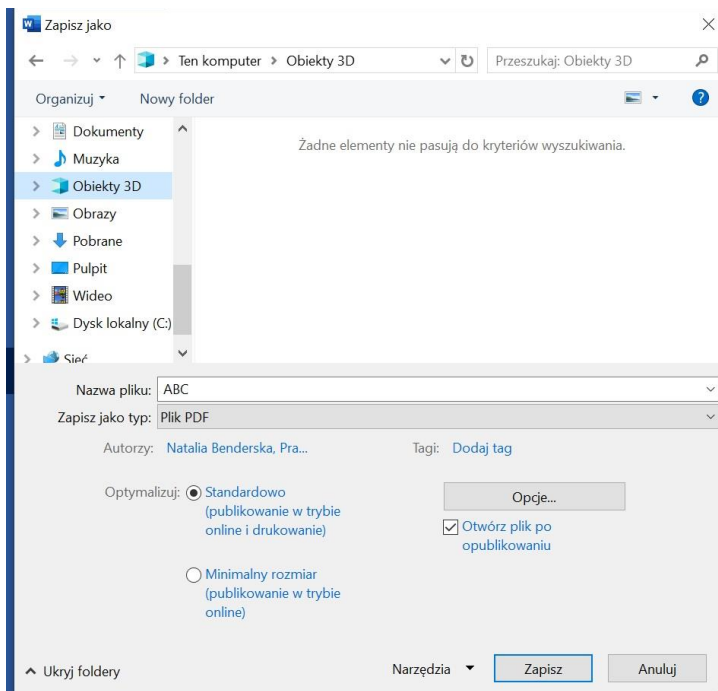 Zapisz jako
Ten komputer > Obiekty 3D
Przeszukaj: Obiekty 3D
Organizuj
Nowy folder
Dokumenty
Muzyka
Obiekty 3D
Obrazy
Pobrane
Pulpit
Wideo
Dysk lokalny (C:)
Sieć
Żadne elementy nie pasują do kryteriów wyszukiwania.
Nazwa pliku: ABC
Zapisz jako typ: Plik PDF
Autorzy: Natalia Benderska, Pra...
Tagi: Dodaj tag
Optymalizuj: Standardowo
(publikowanie w trybie
online i drukowanie)
Minimalny rozmiar
(publikowanie w trybie
online)
Opcje...
Otwórz plik po
opublikowaniu
Ukryj foldery
Narzędzia
Zapisz
Anuluj